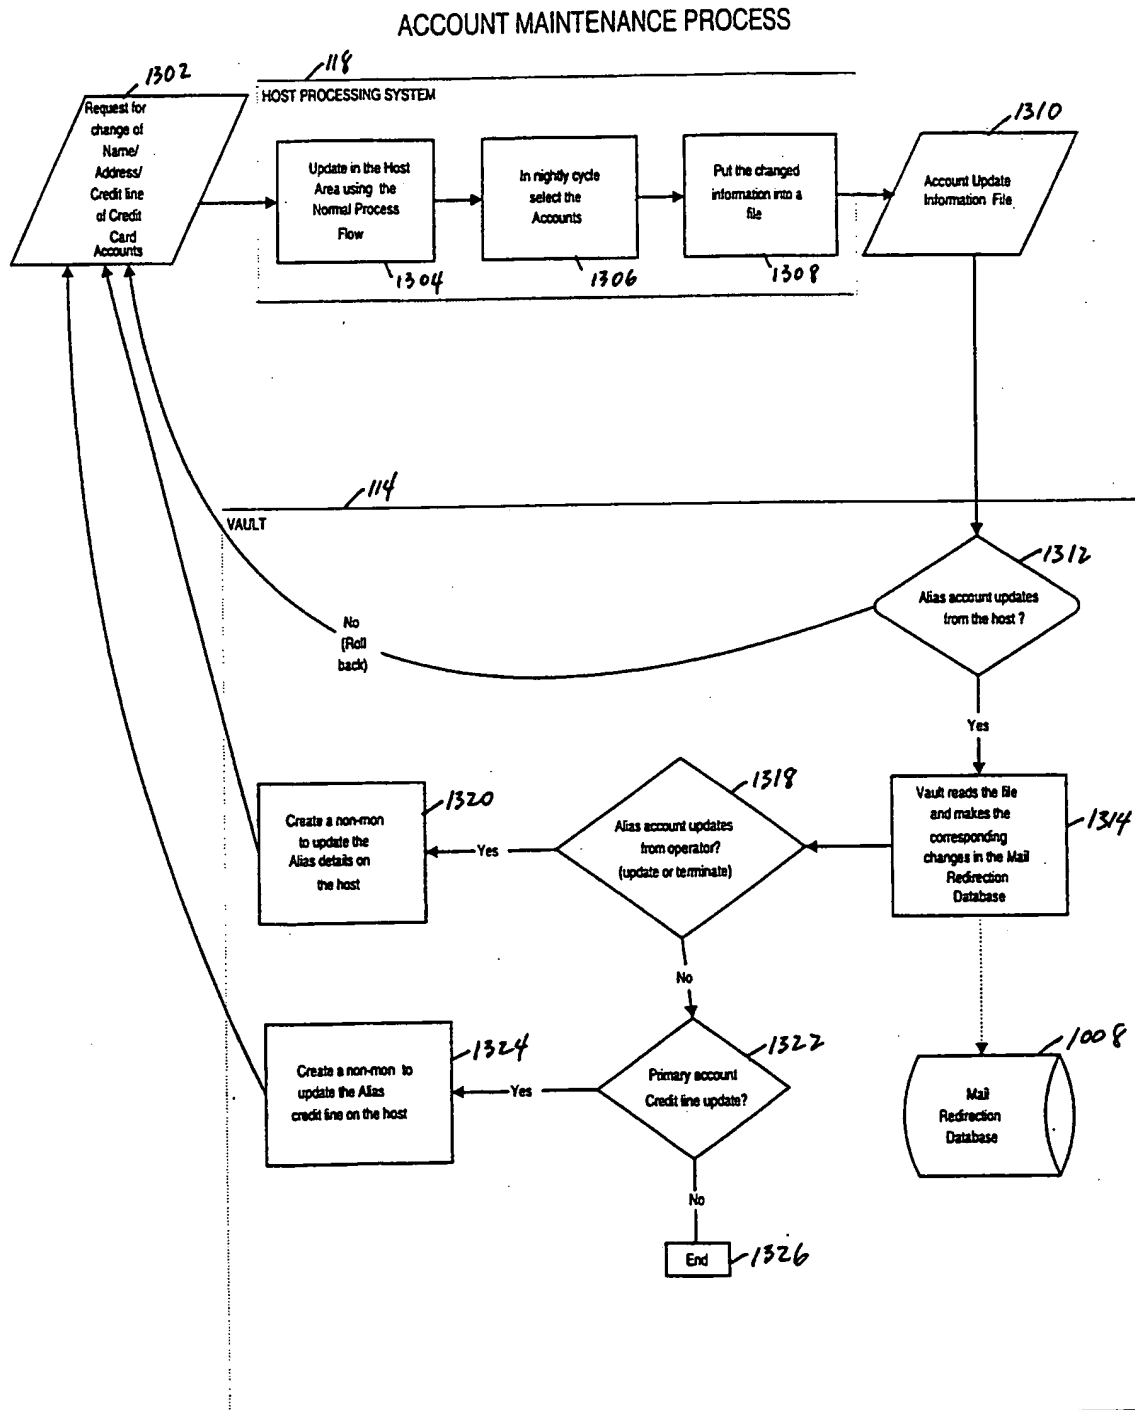 ACCOUNT MAINTENANCE PROCESS
1302
Request for
change of
Name/
Address/
Credit line
of Credit
Card
Accounts
118
HOST PROCESSING SYSTEM
Update in the Host
Area using the
Normal Process
Flow
1304
In nightly cycle
select the
Accounts
1306
Put the changed
information into a
file
1308
1310
Account Update
Information File
114
VAULT
1312
Alias account updates
from the host ?
No
(Roll
back)
Yes
Vault reads the file
and makes the
corresponding
changes in the Mail
Redirection
Database
1314
1318
Alias account updates
from operator?
(update or terminate)
Yes
1320
Create a non-mon
to update the
Alias details on
the host
No
1322
Primary account
Credit line update?
Yes
1324
Create a non-mon to
update the Alias
credit line on the host
1008
Mail
Redirection
Database
No
End
1326